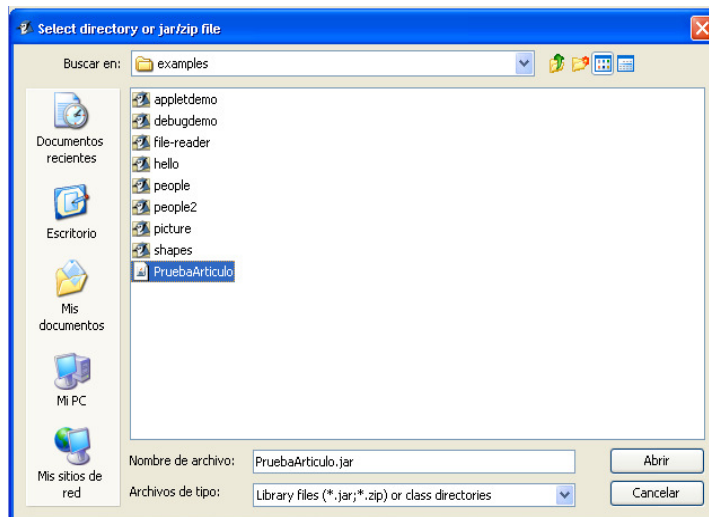 Select directory or jar/zip file
Buscar en:
examples
Documentos
recientes
Escritorio
Mis
documentos
Mi PC
Mis sitios de
red
appletdemo
debugdemo
file-reader
hello
people
people2
picture
shapes
PruebaArticulo
Nombre de archivo:
PruebaArticulo.jar
Abrir
Archivos de tipo:
Library files (*.jar;*.zip) or class directories
Cancelar